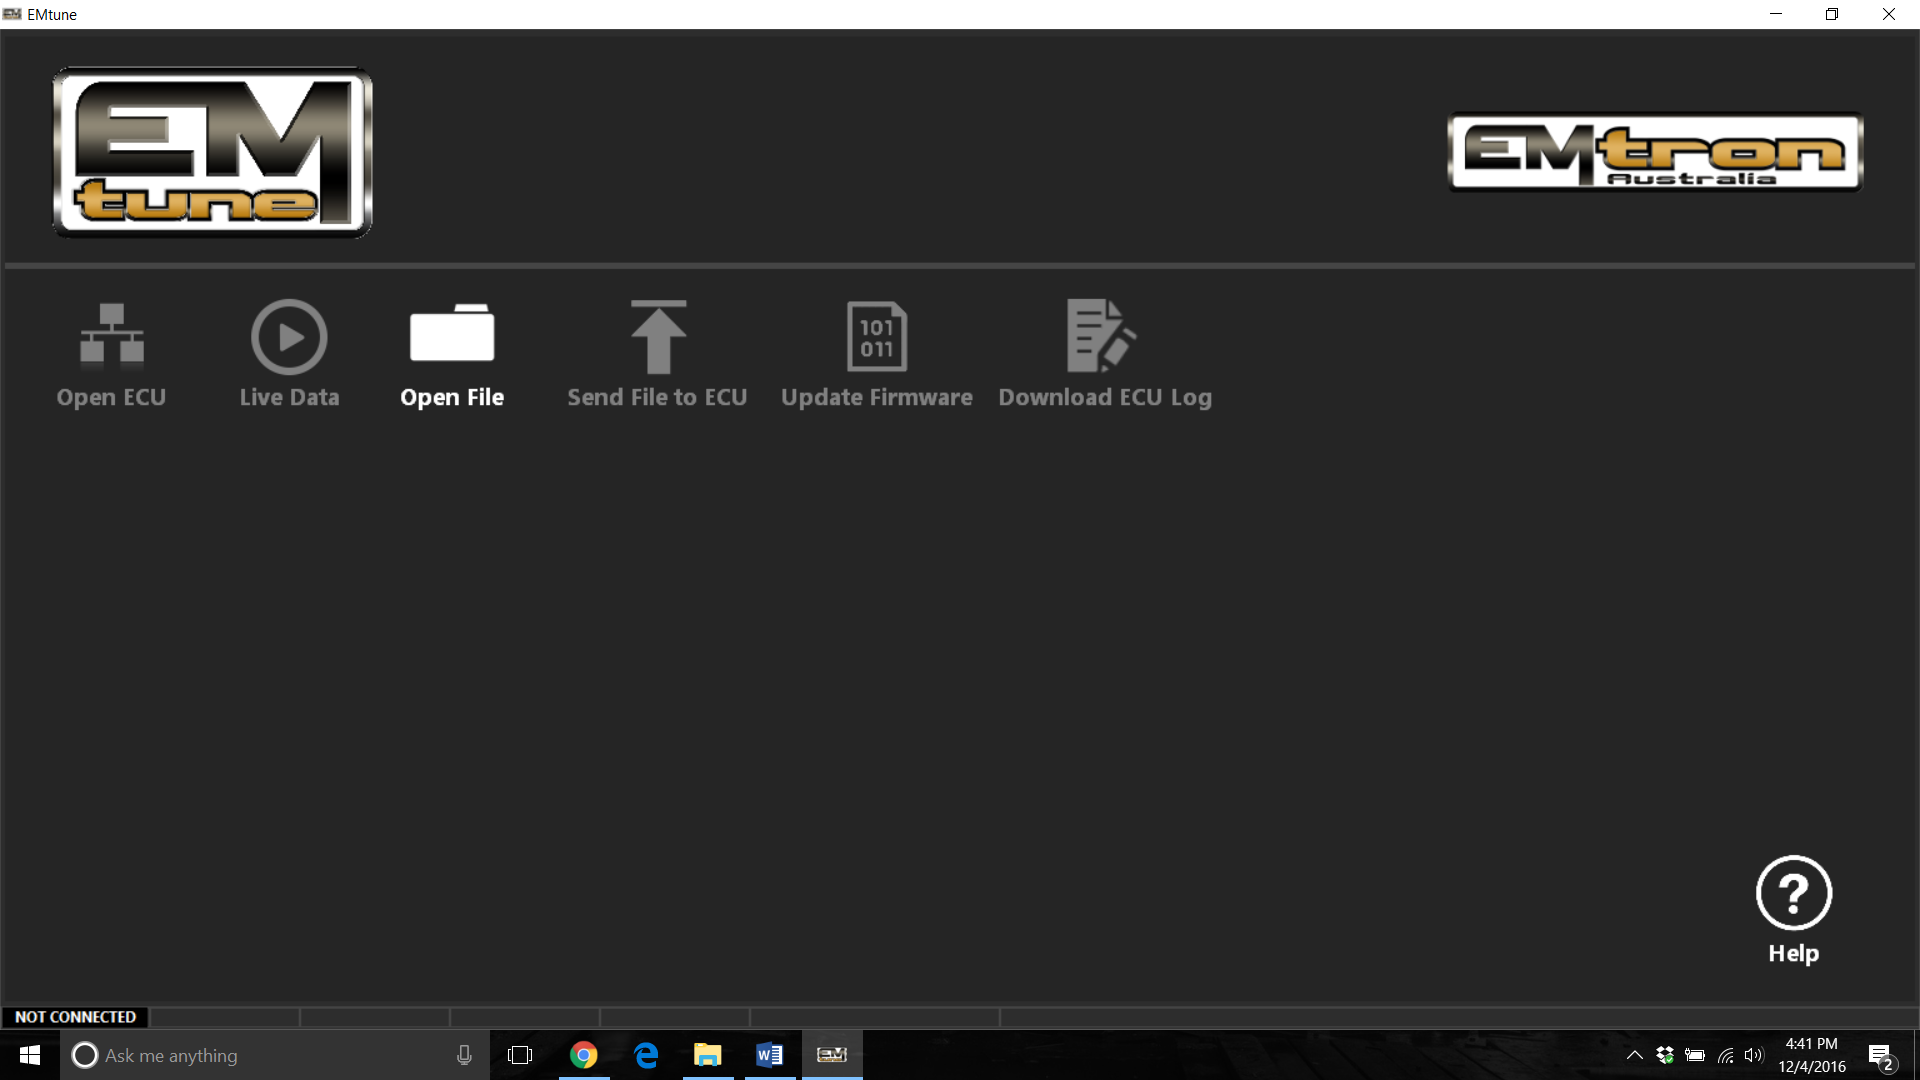 EMtune
EM
tune
EMtron
Australia
Open ECU
Live Data
Open File
Send File to ECU
101
011
Update Firmware
Download ECU Log
?
Help
NOT CONNECTED
Ask me anything
4:41 PM
12/4/2016
2